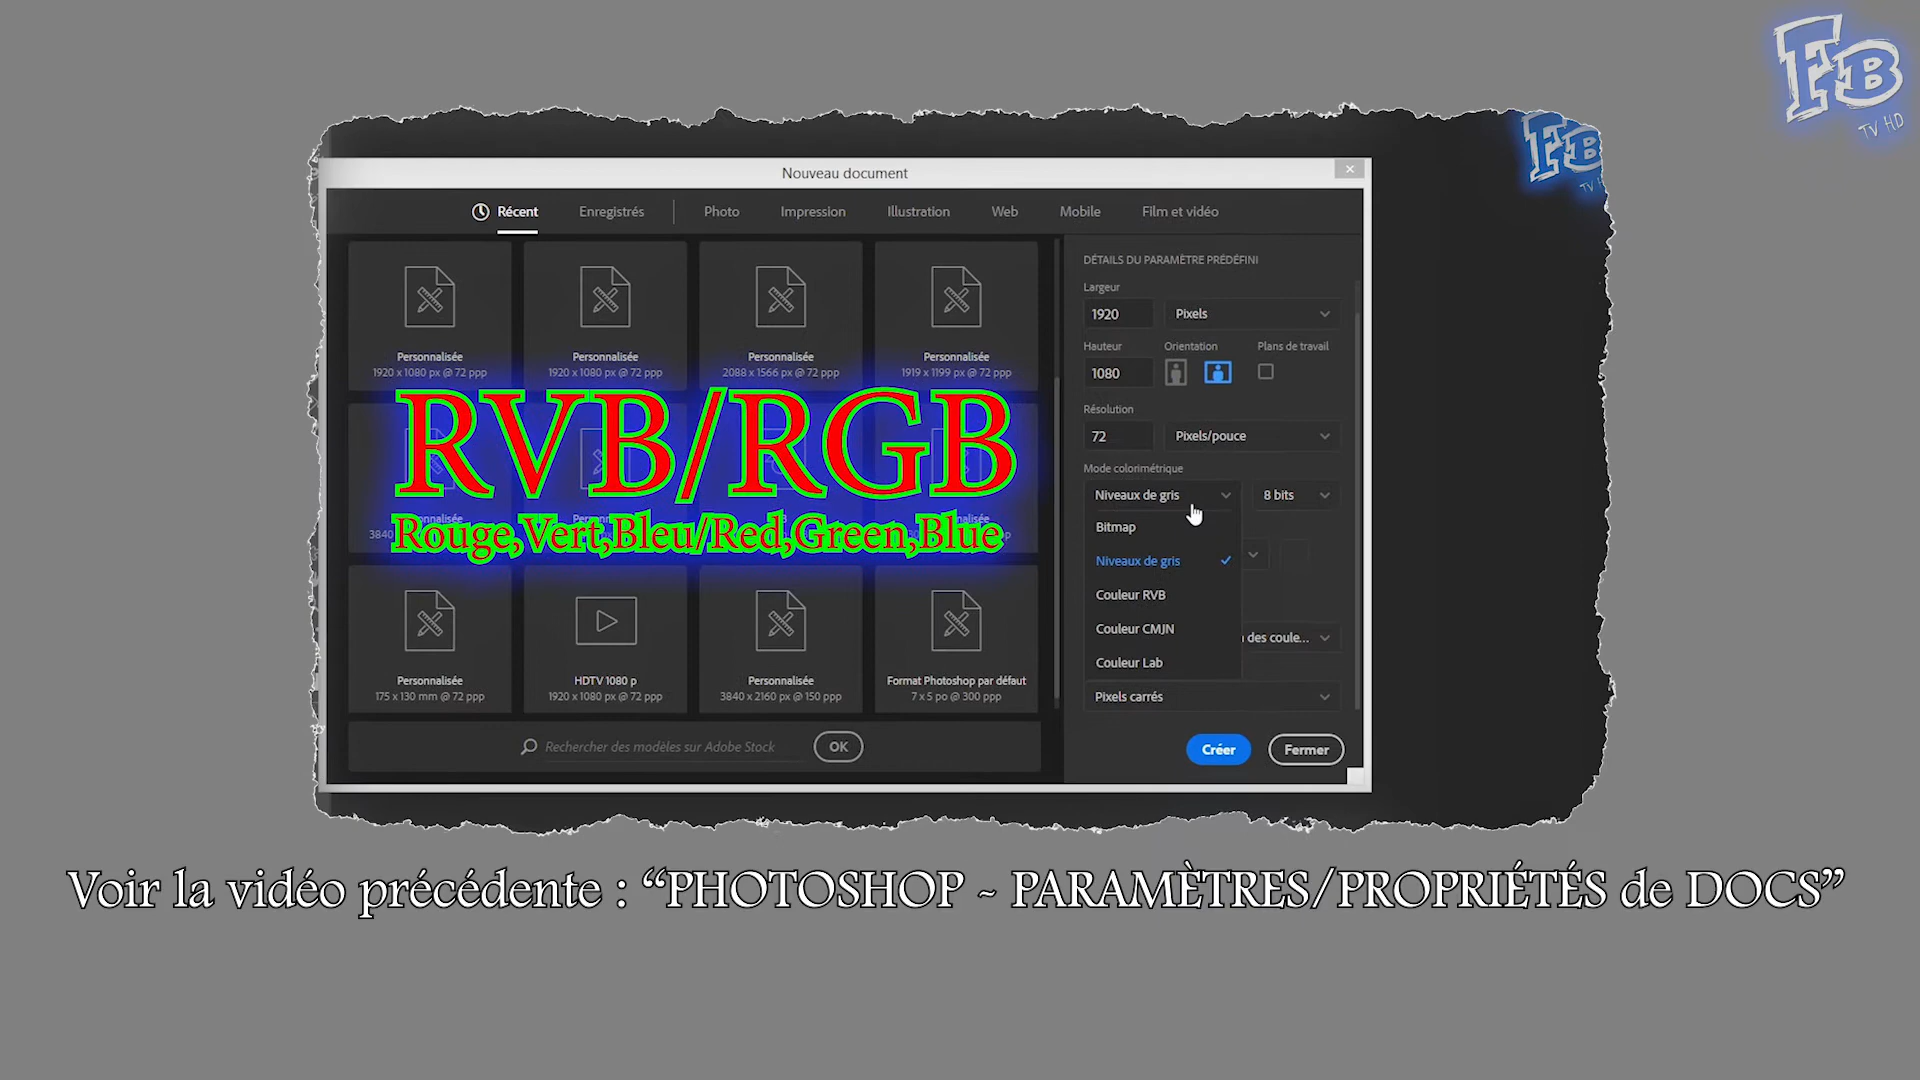 FB
TV HD
FB
TV
Nouveau document
Récent Enregistrés Photo Impression Illustration Web Mobile Film et vidéo
DÉTAILS DU PARAMÈTRE PRÉDÉFINI
Largeur
1920 Pixels
Hauteur Orientation Plans de travail
1080
Résolution
72 Pixels/pouce
Mode colorimétrique
Niveaux de gris 8 bits
Bitmap
Niveaux de gris
Couleur RVB
Couleur CMJN
Couleur Lab
des coule...
Pixels carrés
Créer Fermer
Personnalisée Personnalisée Personnalisée Personnalisée
1920 x 1080 px @ 72 ppp 1920 x 1080 px @ 72 ppp 2088 x 1566 px @ 72 ppp 1919 x 1199 px @ 72 ppp
RVB/RGB
Rouge,Vert,Bleu/Red,Green,Blue
Personnalisée HDTV 1080 p Personnalisée Format Photoshop par défaut
175 x 130 mm @ 72 ppp 1920 x 1080 px @ 72 ppp 3840 x 2160 px @ 150 ppp 7 x 5 po @ 300 ppp
Rechercher des modèles sur Adobe Stock OK
Voir la vidéo précédente : “PHOTOSHOP ~ PARAMÈTRES/PROPRIÉTÉS de DOCS”